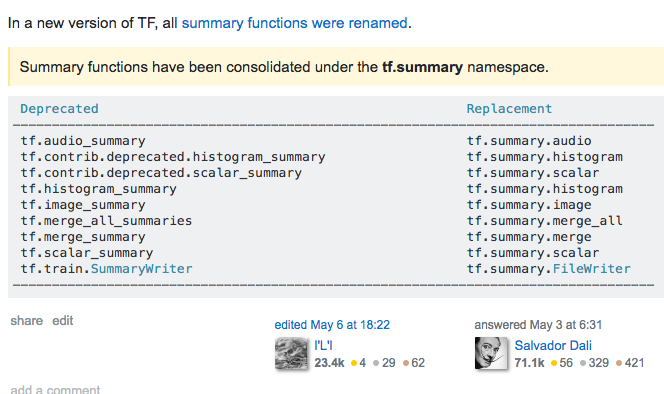 In a new version of TF, all summary functions were renamed.
Summary functions have been consolidated under the tf.summary namespace.
Deprecated Replacement
tf.audio_summary tf.summary.audio
tf.contrib.deprecated.histogram_summary tf.summary.histogram
tf.contrib.deprecated.scalar_summary tf.summary.scalar
tf.histogram_summary tf.summary.histogram
tf.image_summary tf.summary.image
tf.merge_all_summaries tf.summary.merge_all
tf.merge_summary tf.summary.merge
tf.scalar_summary tf.summary.scalar
tf.train.SummaryWriter tf.summary.FileWriter
share edit
edited May 6 at 18:22
l'L'l
23.4k 4 29 62
answered May 3 at 6:31
Salvador Dali
71.1k 56 329 421
add a comment